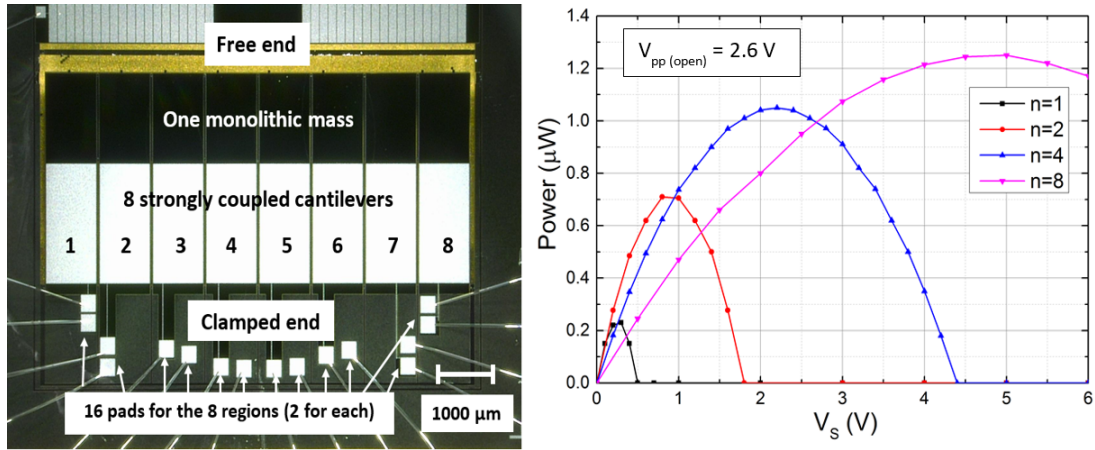 Free end
One monolithic mass
8 strongly coupled cantilevers
1 2 3 4 5 6 7 8
Clamped end
16 pads for the 8 regions (2 for each)
1000 µm
1.4
1.2
1.0
0.8
0.6
0.4
0.2
0.0
Power (µW)
Vpp (open) = 2.6 V
n=1
n=2
n=4
n=8
0 1 2 3 4 5 6
VS (V)